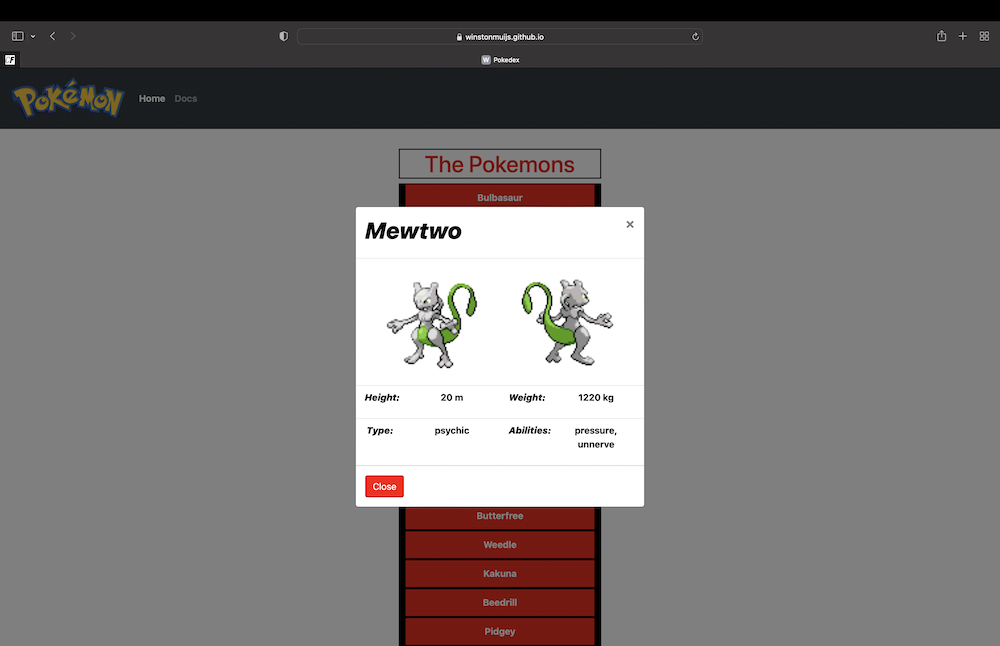 winstonmuijs.github.io
W Pokedex
POKéMON
Home Docs
The Pokemons
Bulbasaur
Mewtwo
×
Height: 20 m Weight: 1220 kg
Type: psychic Abilities: pressure,
unnerve
Close
Butterfree
Weedle
Kakuna
Beedrill
Pidgey